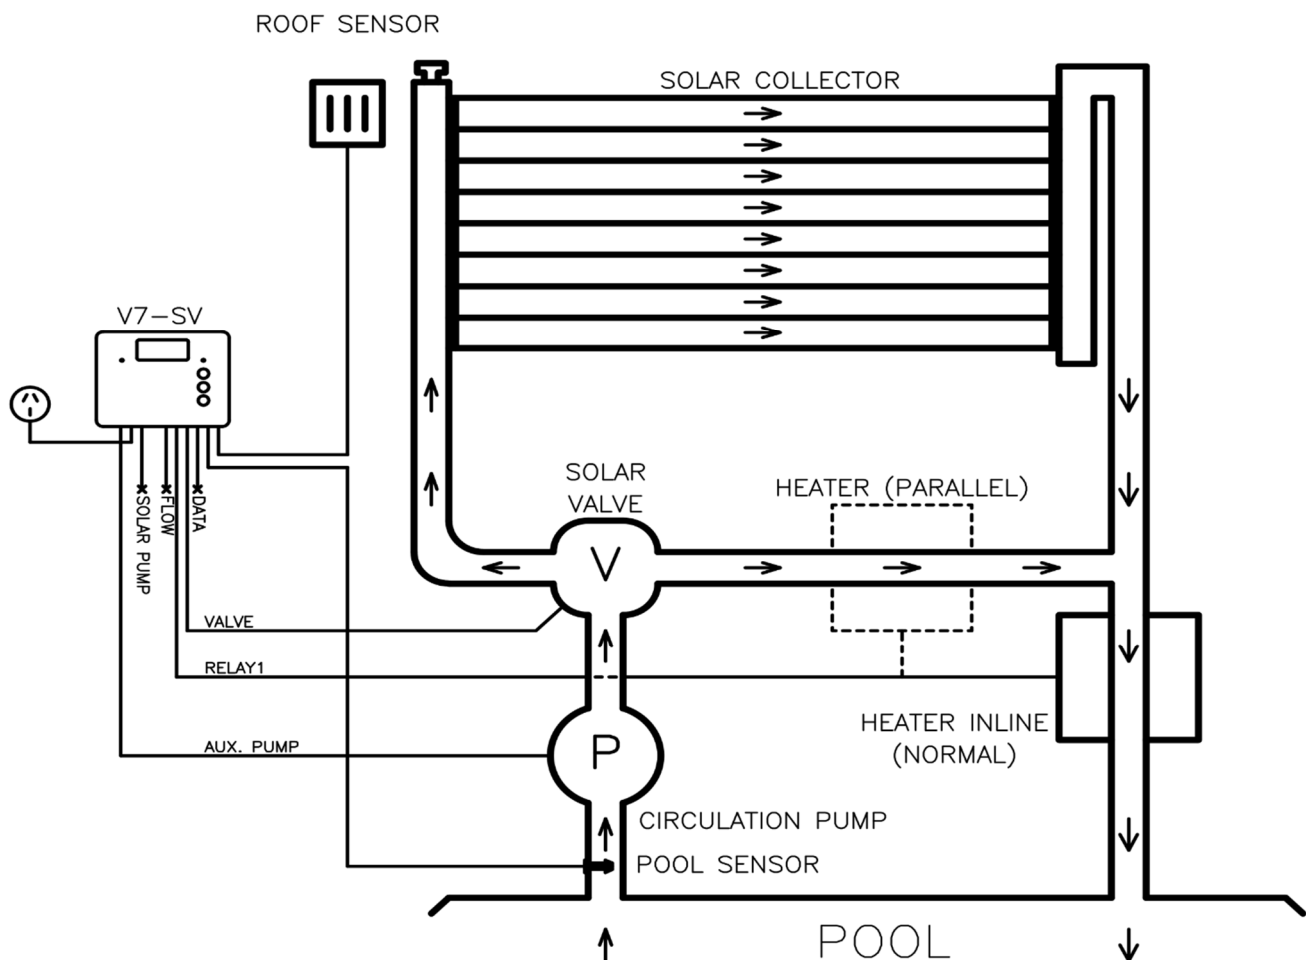 ROOF SENSOR
SOLAR COLLECTOR
V7-SV
SOLAR
VALVE
HEATER (PARALLEL)
SOLAR PUMP
FLOW
DATA
V
VALVE
RELAY1
HEATER INLINE
(NORMAL)
AUX. PUMP
P
CIRCULATION PUMP
POOL SENSOR
POOL